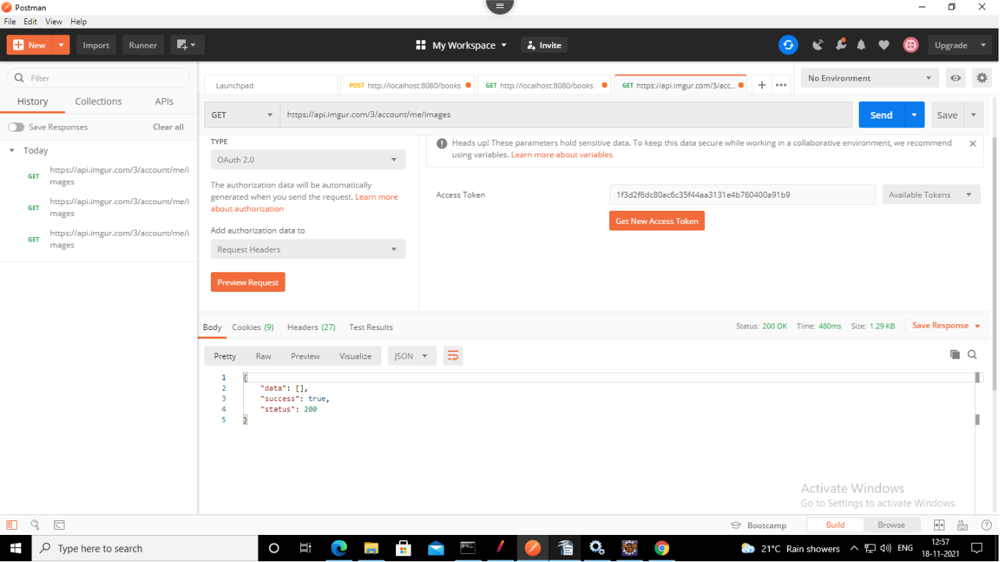 Postman
File Edit View Help
New Import Runner My Workspace Invite Upgrade
Filter
History Collections APIs
Save Responses Clear all
Today
GET https://api.imgur.com/3/account/me/i
mages
GET https://api.imgur.com/3/account/me/i
mages
GET https://api.imgur.com/3/account/me/i
mages
Launchpad POST http://localhost:8080/books GET http://localhost:8080/books GET https://api.imgur.com/3/acc... No Environment
GET https://api.imgur.com/3/account/me/images Send Save
TYPE
OAuth 2.0
The authorization data will be automatically
generated when you send the request. Learn more
about authorization
Add authorization data to
Request Headers
Preview Request
Heads up! These parameters hold sensitive data. To keep this data secure while working in a collaborative environment, we recommend
using variables. Learn more about variables
Access Token 1f3d2f6dc80ac6c35f44aa3131e4b760400a91b9 Available Tokens
Get New Access Token
Body Cookies (9) Headers (27) Test Results Status: 200 OK Time: 480ms Size: 1.29 KB Save Response
Pretty Raw Preview Visualize JSON
1 {
2 "data": [],
3 "success": true,
4 "status": 200
5 }
Activate Windows
Go to Settings to activate Windows.
Bootcamp Build Browse
Type here to search 21°C Rain showers ENG 12:57
18-11-2021